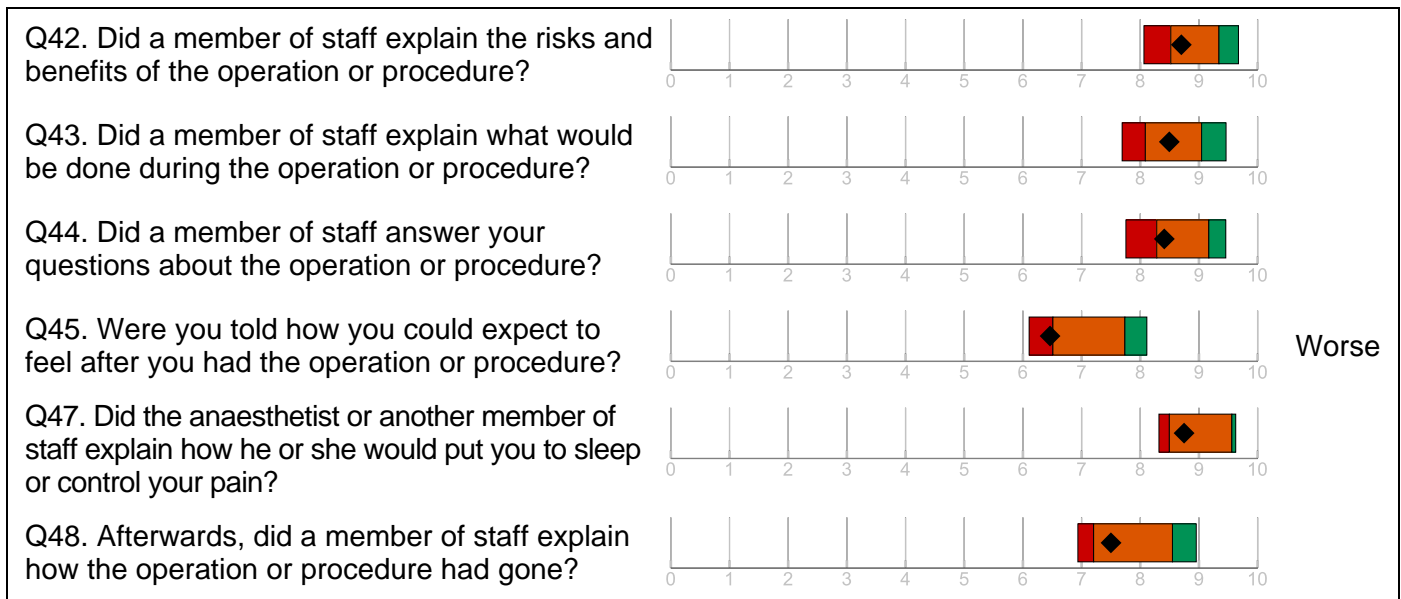 Q42. Did a member of staff explain the risks and
benefits of the operation or procedure?
0 1 2 3 4 5 6 7 8 9 10
Q43. Did a member of staff explain what would
be done during the operation or procedure?
0 1 2 3 4 5 6 7 8 9 10
Q44. Did a member of staff answer your
questions about the operation or procedure?
0 1 2 3 4 5 6 7 8 9 10
Q45. Were you told how you could expect to
feel after you had the operation or procedure?
Worse
0 1 2 3 4 5 6 7 8 9 10
Q47. Did the anaesthetist or another member of
staff explain how he or she would put you to sleep
or control your pain?
0 1 2 3 4 5 6 7 8 9 10
Q48. Afterwards, did a member of staff explain
how the operation or procedure had gone?
0 1 2 3 4 5 6 7 8 9 10